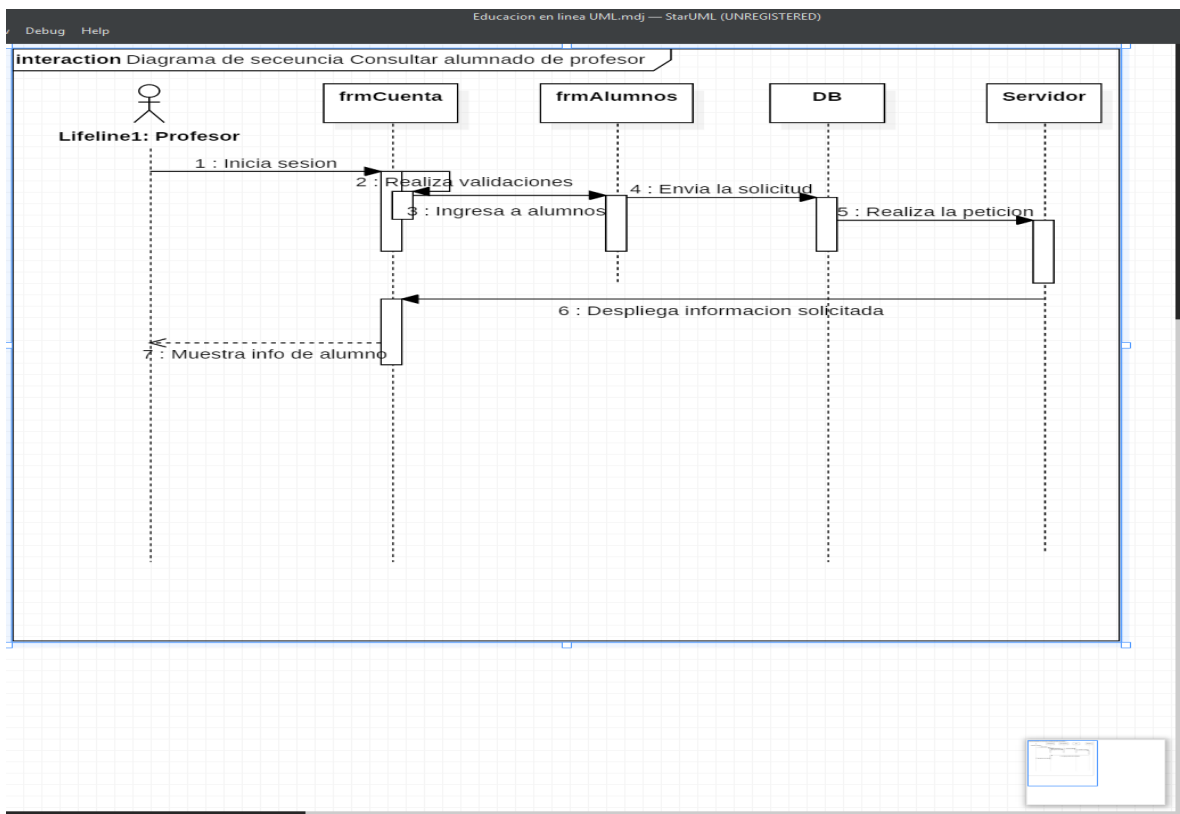 Educacion en linea UML.mdj — StarUML (UNREGISTERED)
Debug Help
interaction Diagrama de seceuncia Consultar alumnado de profesor
frmCuenta frmAlumnos DB Servidor
Lifeline1: Profesor
1 : Inicia sesion
2 : Realiza validaciones
4 : Envia la solicitud
3 : Ingresa a alumnos
5 : Realiza la peticion
6 : Despliega informacion solicitada
7 : Muestra info de alumno